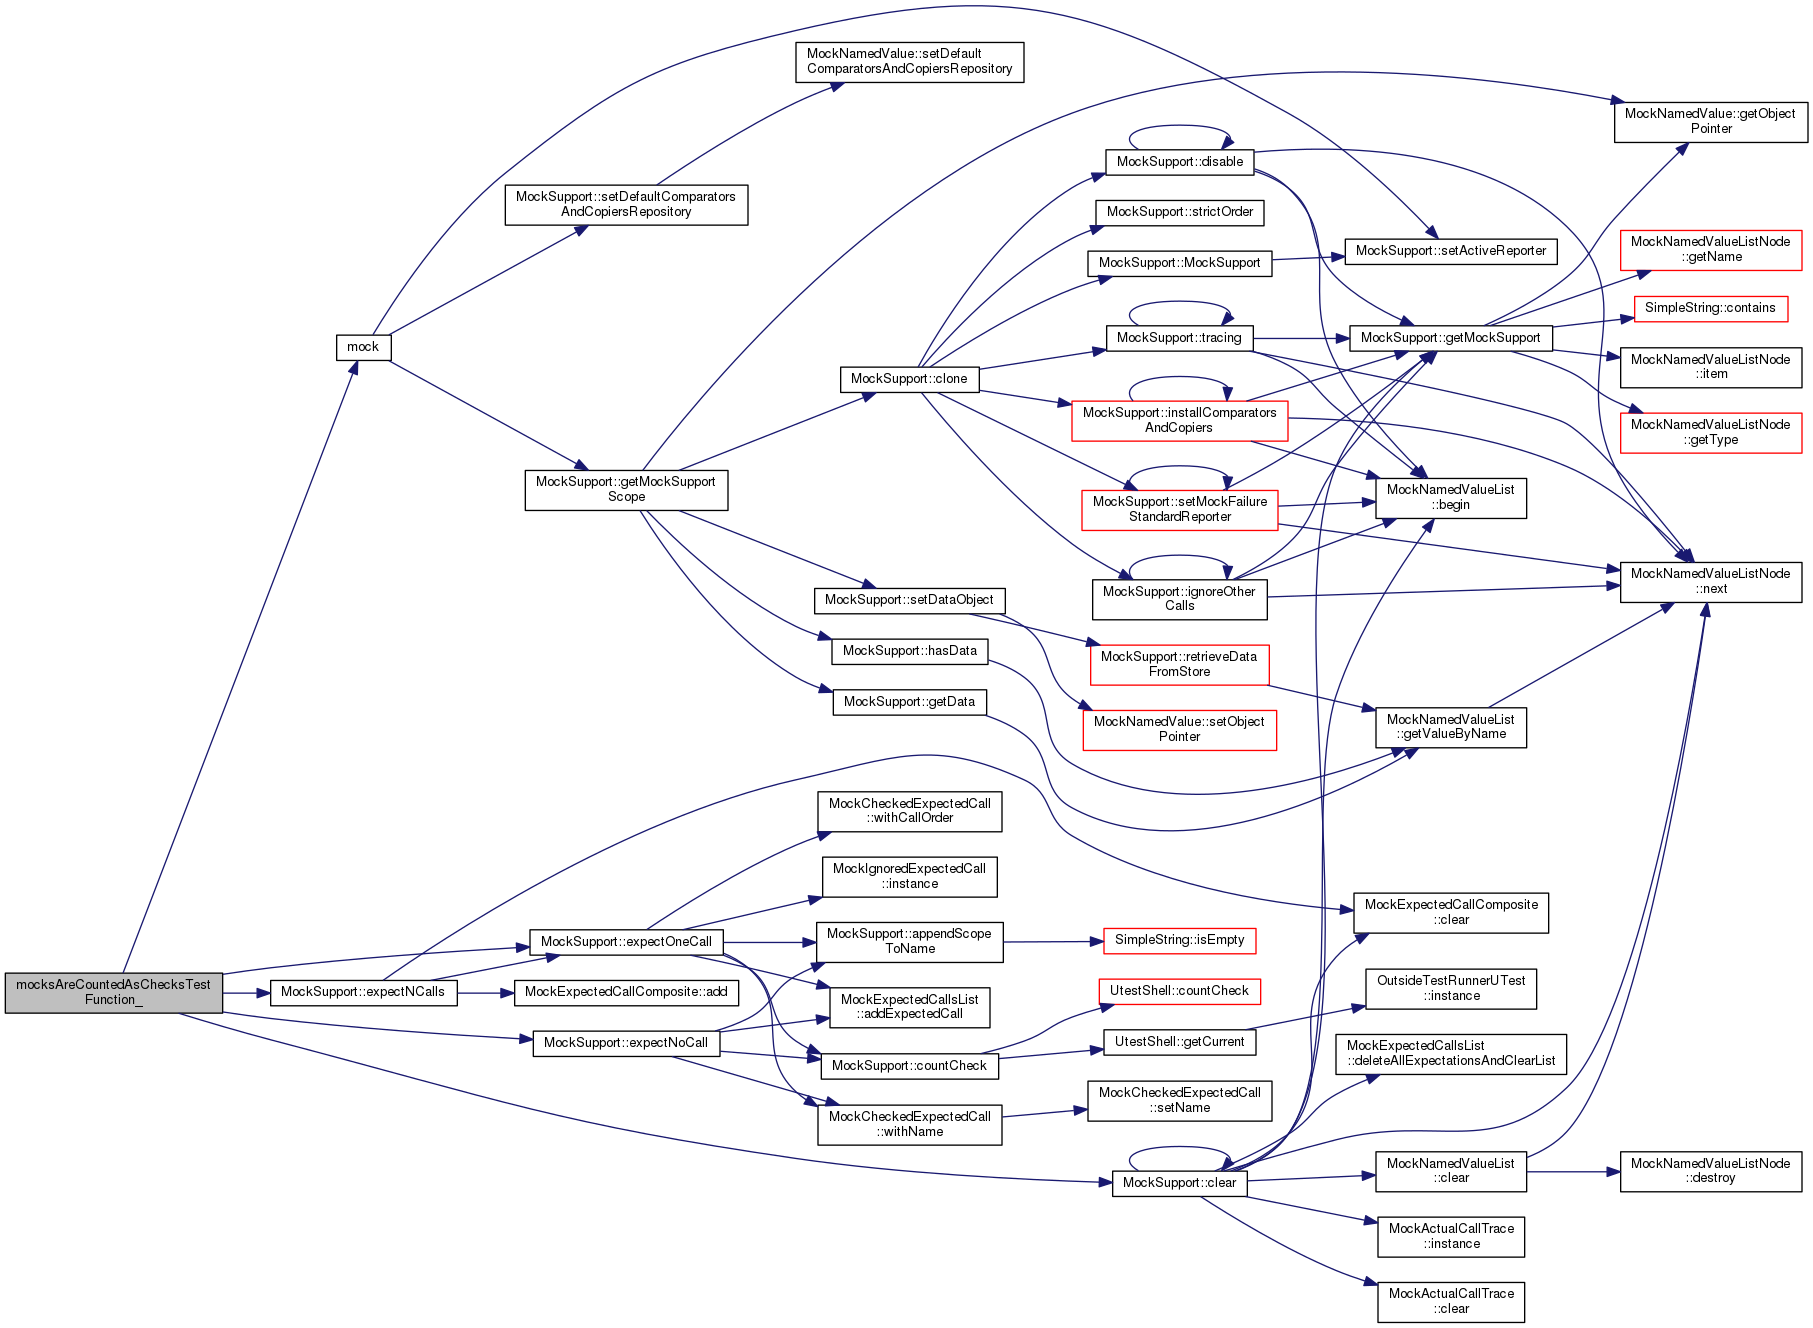 MockNamedValue::setDefault
ComparatorsAndCopiersRepository
MockNamedValue::getObject
Pointer
MockSupport::disable
MockSupport::setDefaultComparators
AndCopiersRepository
MockSupport::strictOrder
MockSupport::setActiveReporter
MockNamedValueListNode
::getName
MockSupport::MockSupport
SimpleString::contains
mock
MockSupport::tracing
MockSupport::getMockSupport
MockNamedValueListNode
::item
MockSupport::clone
MockSupport::installComparators
AndCopiers
MockNamedValueListNode
::getType
MockSupport::getMockSupport
Scope
MockSupport::setMockFailure
StandardReporter
MockNamedValueList
::begin
MockNamedValueListNode
::next
MockSupport::setDataObject
MockSupport::ignoreOther
Calls
MockSupport::hasData
MockSupport::retrieveData
FromStore
MockSupport::getData
MockNamedValue::setObject
Pointer
MockNamedValueList
::getValueByName
MockCheckedExpectedCall
::withCallOrder
MockIgnoredExpectedCall
::instance
MockExpectedCallComposite
::clear
MockSupport::expectOneCall
MockSupport::appendScope
ToName
SimpleString::isEmpty
mocksAreCountedAsChecksTest
Function_
MockSupport::expectNCalls
MockExpectedCallComposite::add
MockExpectedCallsList
::addExpectedCall
UtestShell::countCheck
OutsideTestRunnerUTest
::instance
MockSupport::expectNoCall
MockSupport::countCheck
UtestShell::getCurrent
MockExpectedCallsList
::deleteAllExpectationsAndClearList
MockCheckedExpectedCall
::withName
MockCheckedExpectedCall
::setName
MockSupport::clear
MockNamedValueList
::clear
MockNamedValueListNode
::destroy
MockActualCallTrace
::instance
MockActualCallTrace
::clear